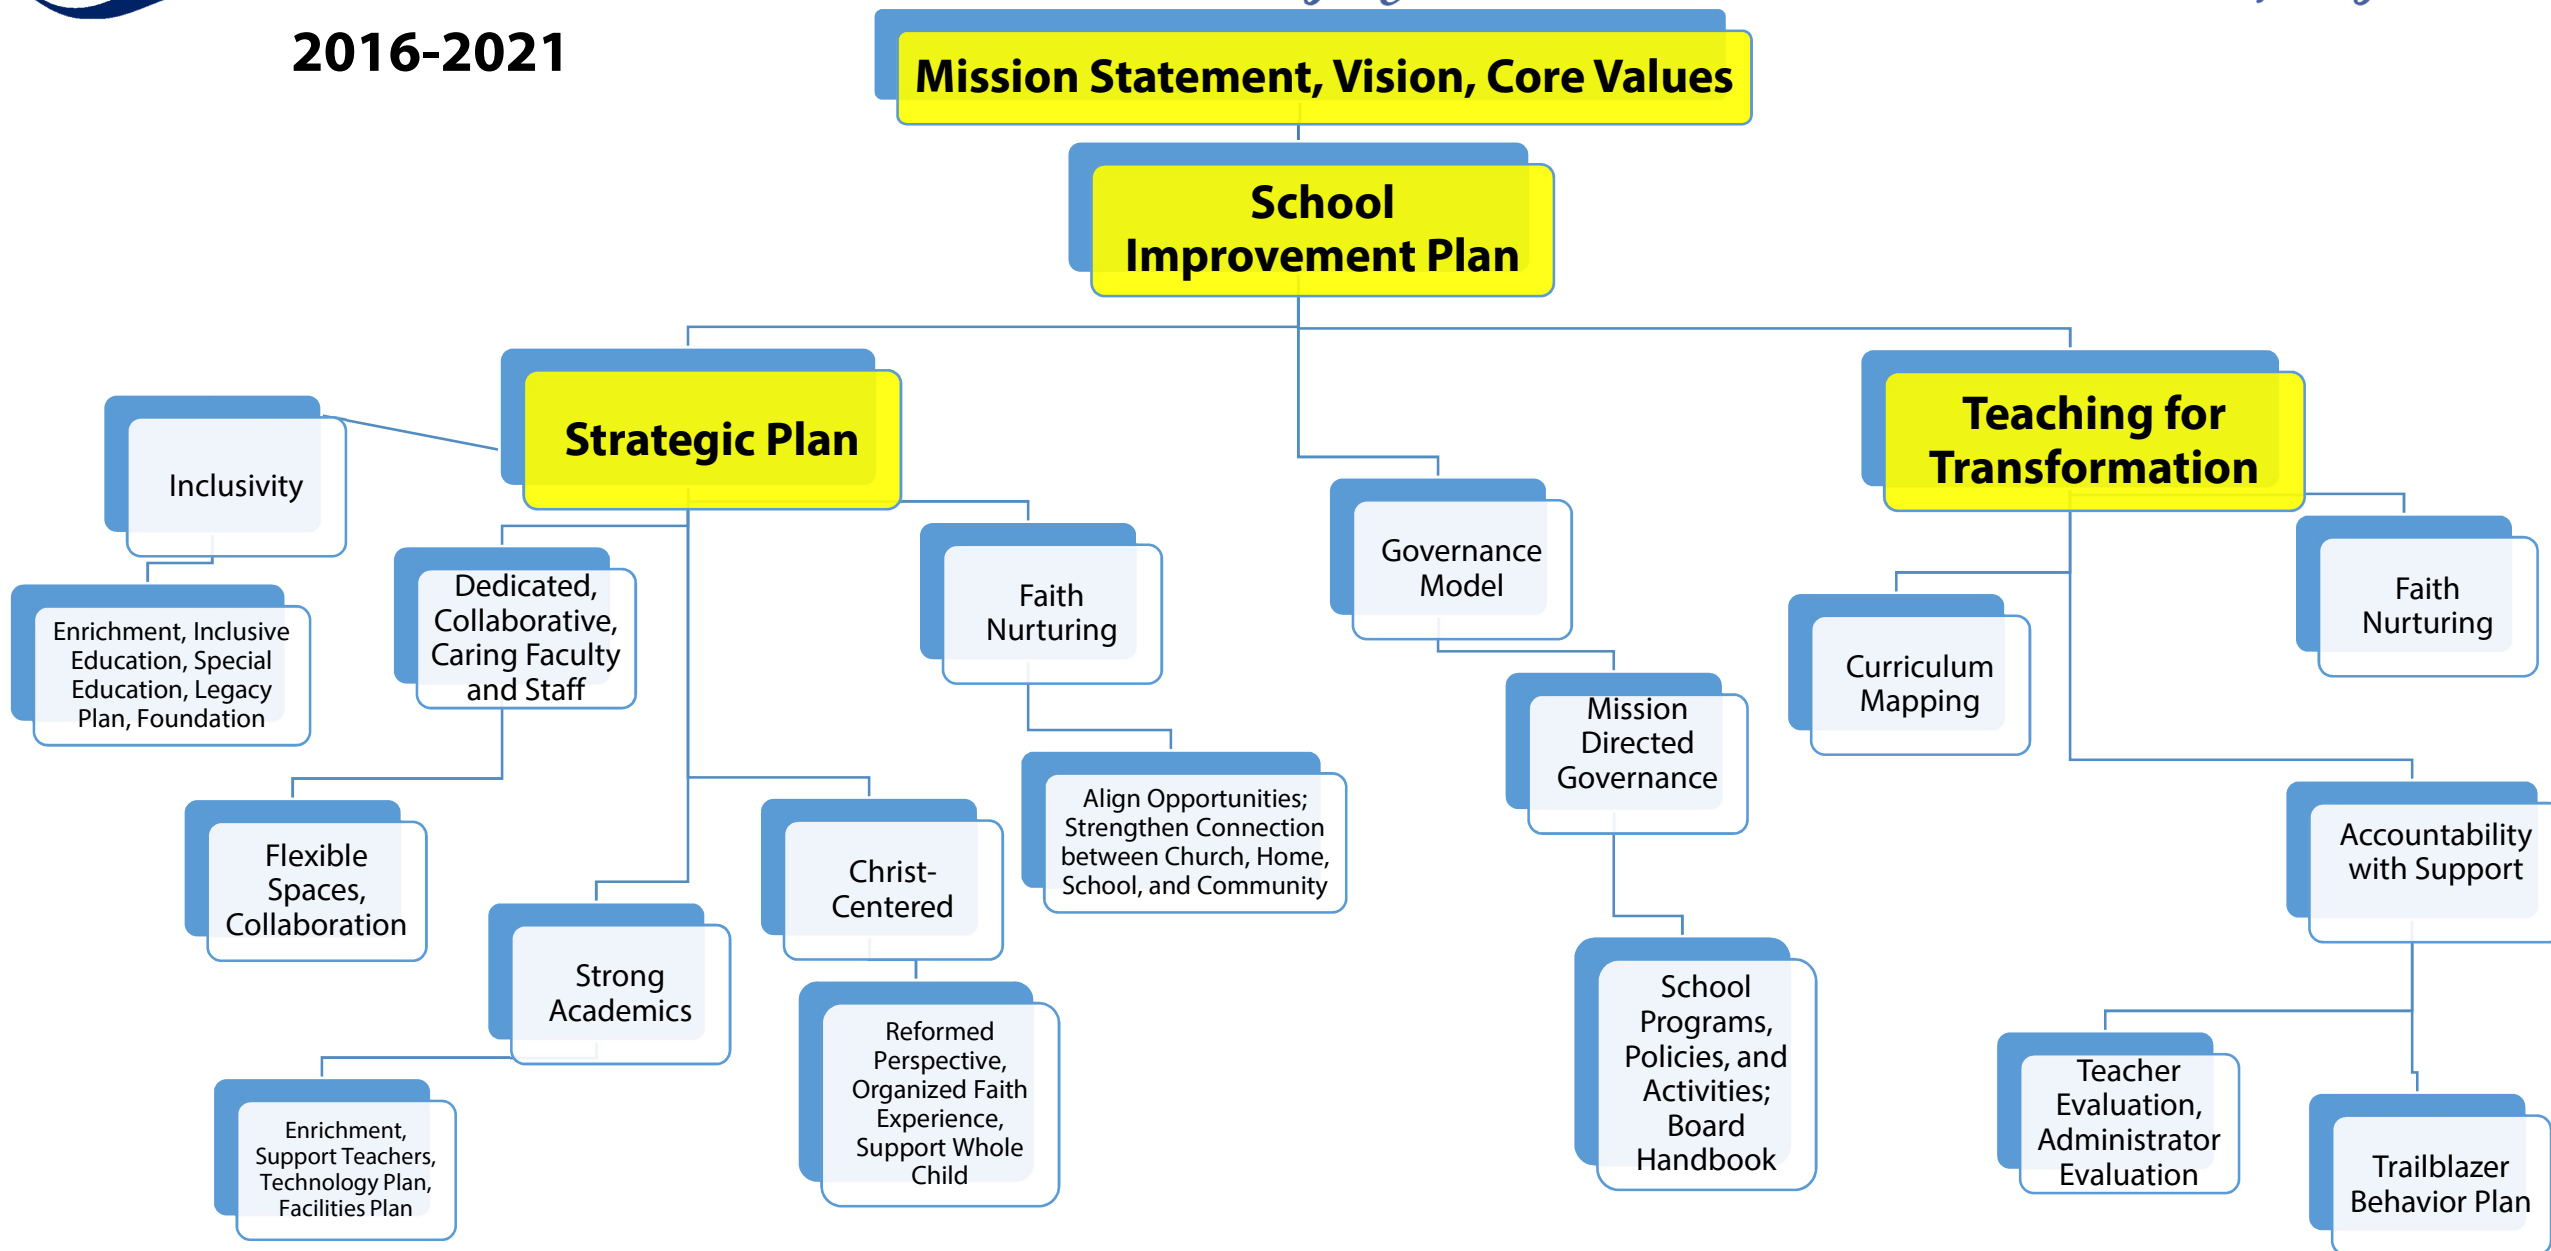 2016-2021
Mission Statement, Vision, Core Values
School
Improvement Plan
Strategic Plan
Teaching for
Transformation
Inclusivity
Enrichment, Inclusive
Education, Special
Education, Legacy
Plan, Foundation
Dedicated,
Collaborative,
Caring Faculty
and Staff
Flexible
Spaces,
Collaboration
Strong
Academics
Enrichment,
Support Teachers,
Technology Plan,
Facilities Plan
Christ-
Centered
Reformed
Perspective,
Organized Faith
Experience,
Support Whole
Child
Faith
Nurturing
Align Opportunities;
Strengthen Connection
between Church, Home,
School, and Community
Governance
Model
Mission
Directed
Governance
School
Programs,
Policies, and
Activities;
Board
Handbook
Curriculum
Mapping
Faith
Nurturing
Accountability
with Support
Teacher
Evaluation,
Administrator
Evaluation
Trailblazer
Behavior Plan